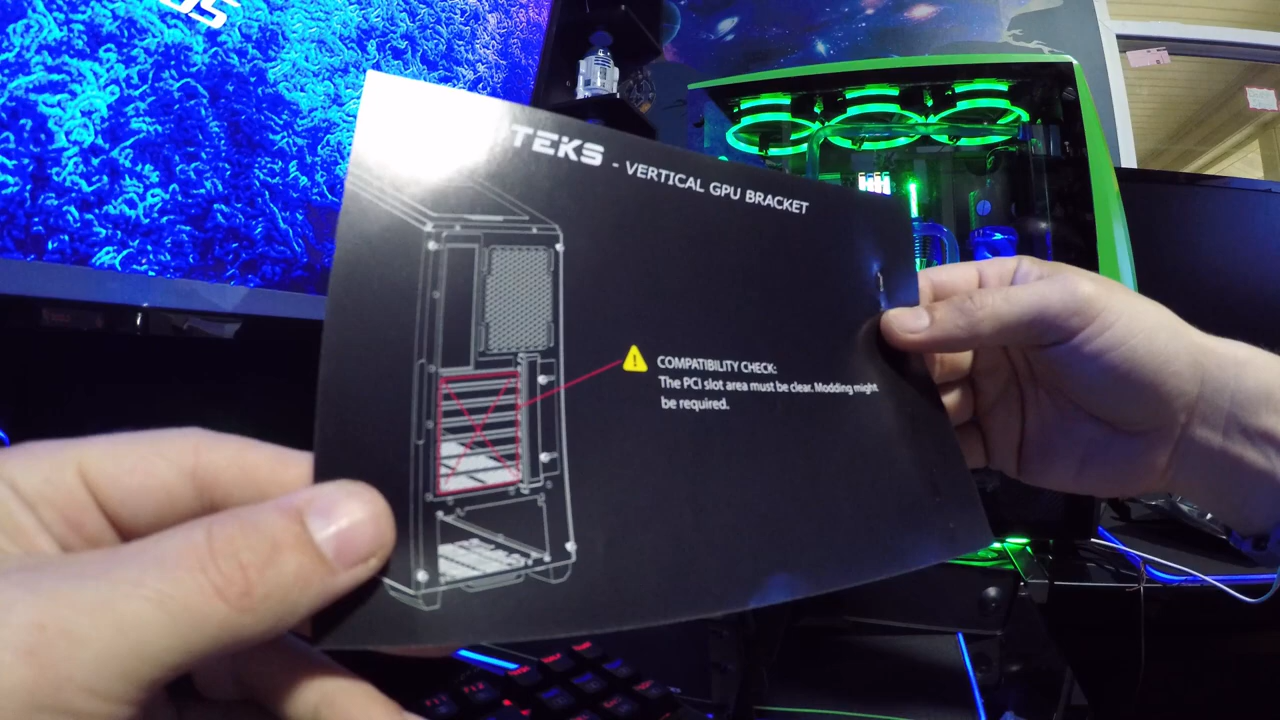 TEKS - VERTICAL GPU BRACKET
COMPATIBILITY CHECK:
The PCI slot area must be clear. Modding might
be required.